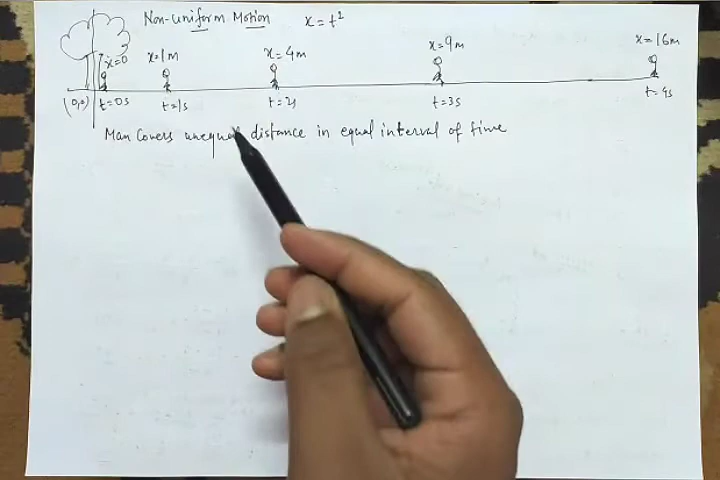 Non-Uniform Motion x = t²
x=0 x=1m x=4m x=9m x=16m
(0,0) t=0s t=1s t=2s t=3s t=4s
Man Covers unequal distance in equal interval of time